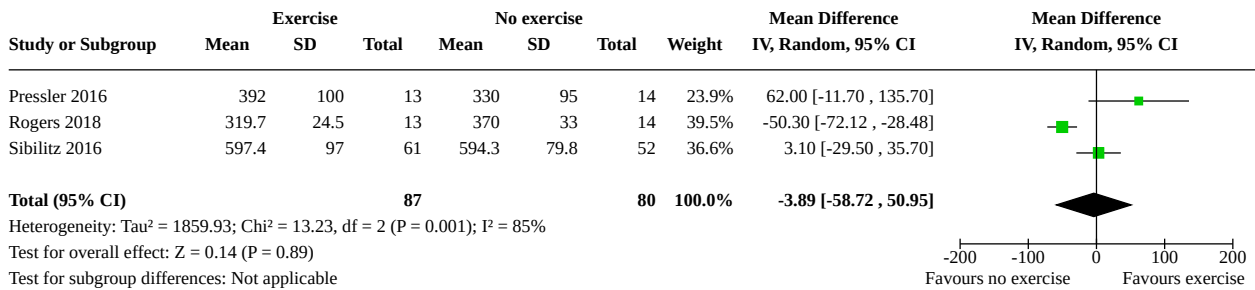 Exercise No exercise Mean Difference Mean Difference
Study or Subgroup Mean SD Total Mean SD Total Weight IV, Random, 95% CI IV, Random, 95% CI
Pressler 2016 392 100 13 330 95 14 23.9% 62.00 [-11.70 , 135.70]
Rogers 2018 319.7 24.5 13 370 33 14 39.5% -50.30 [-72.12 , -28.48]
Sibilitz 2016 597.4 97 61 594.3 79.8 52 36.6% 3.10 [-29.50 , 35.70]
Total (95% CI) 87 80 100.0% -3.89 [-58.72 , 50.95]
Heterogeneity: Tau² = 1859.93; Chi² = 13.23, df = 2 (P = 0.001); I² = 85%
Test for overall effect: Z = 0.14 (P = 0.89)
-200 -100 0 100 200
Test for subgroup differences: Not applicable
Favours no exercise Favours exercise